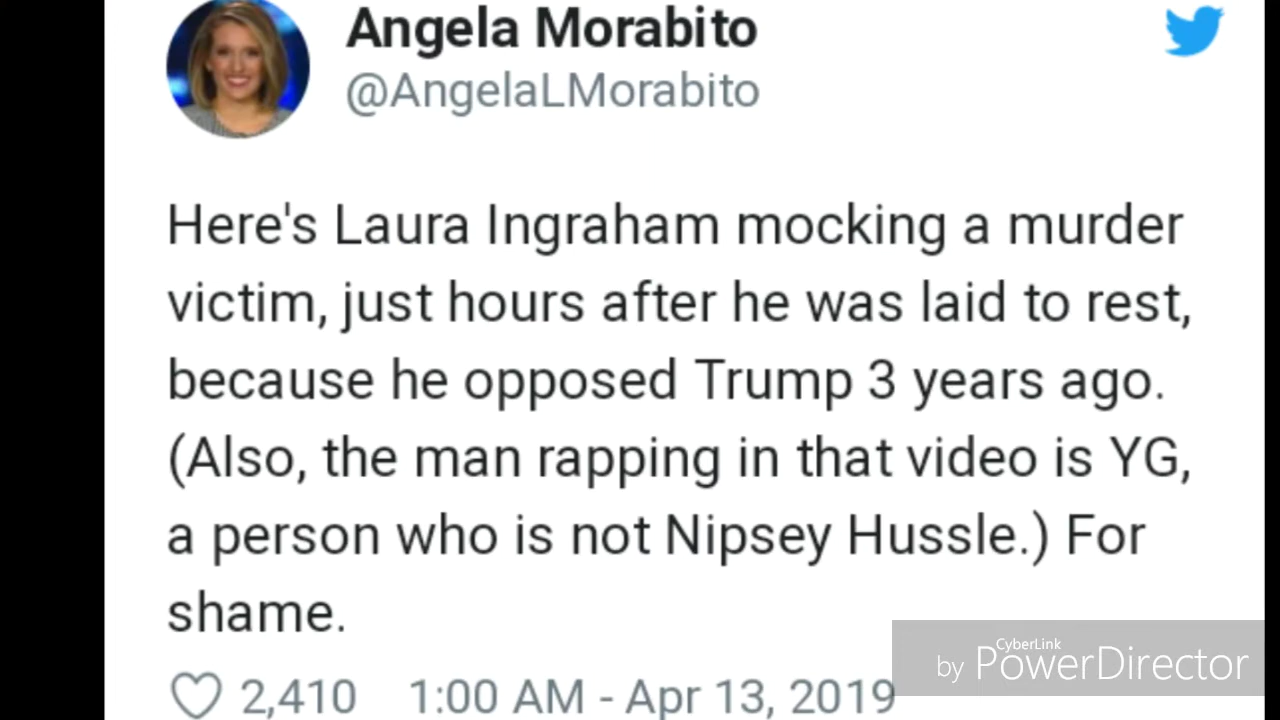 Angela Morabito
@AngelaLMorabito
Here's Laura Ingraham mocking a murder
victim, just hours after he was laid to rest,
because he opposed Trump 3 years ago.
(Also, the man rapping in that video is YG,
a person who is not Nipsey Hussle.) For
shame.
2,410 1:00 AM - Apr 13, 2019
CyberLink
by PowerDirector